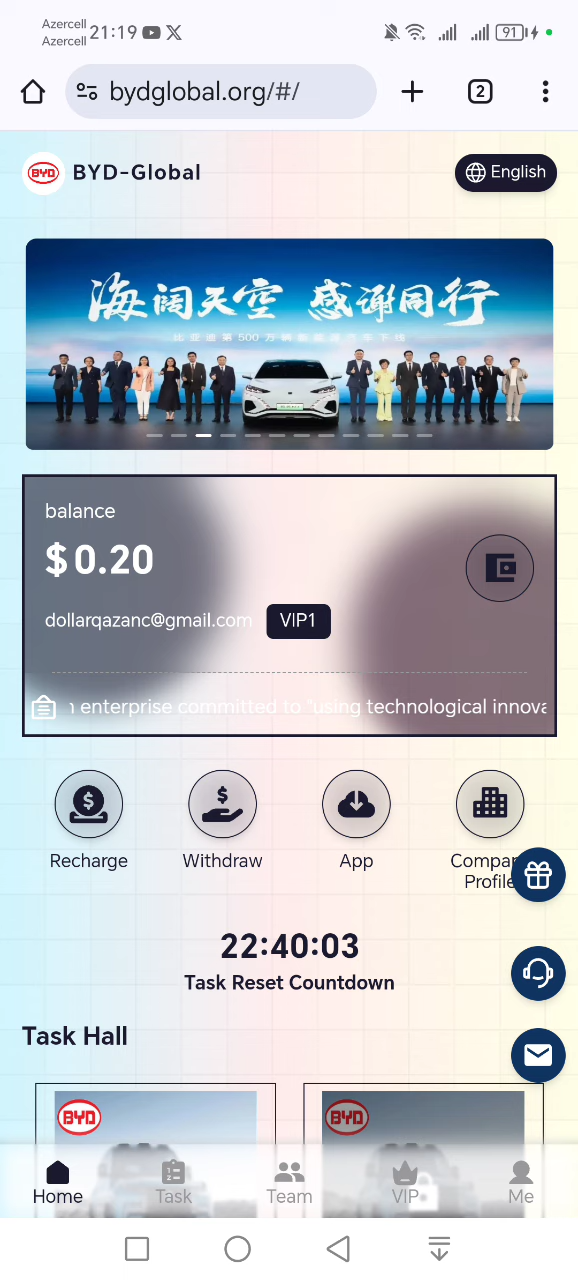 Azercell
Azercell
21:19
91
bydglobal.org/#/
2
BYD
BYD-Global
English
海阔天空 感谢同行
比亚迪第500万辆新能源汽车下线
balance
$0.20
dollarqazanc@gmail.com
VIP1
enterprise committed to "using technological innova
Recharge
Withdraw
App
Compan
Profile
22:40:03
Task Reset Countdown
Task Hall
BYD
BYD
Home
Task
Team
VIP
Me